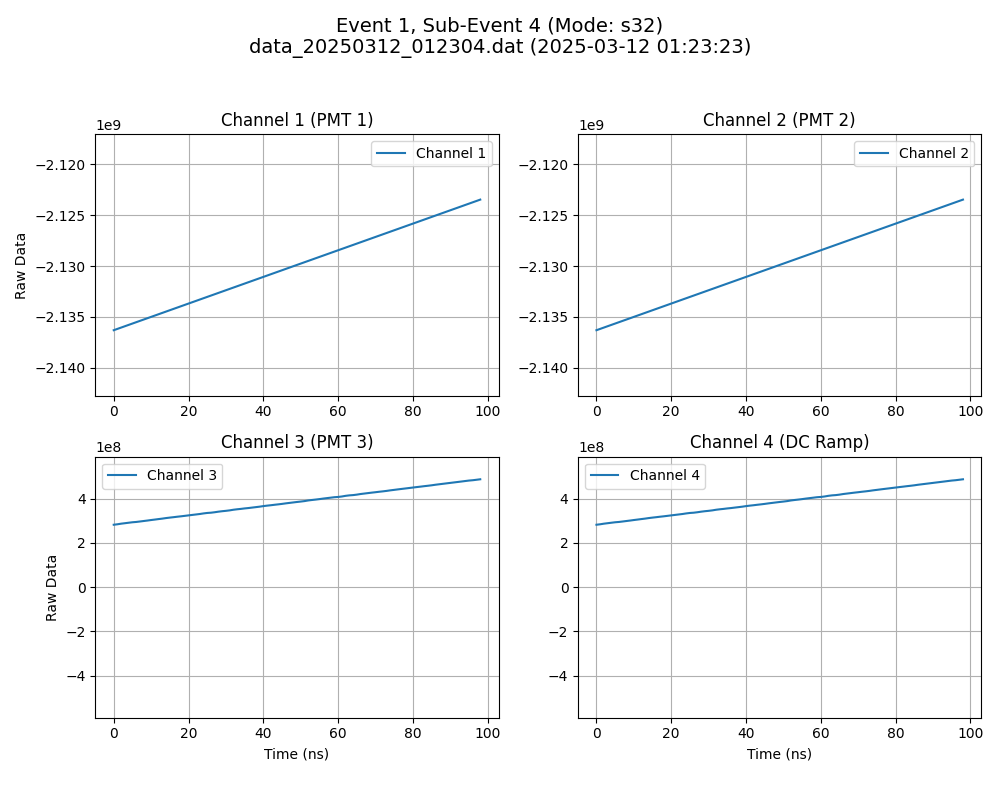 Event 1, Sub-Event 4 (Mode: s32)
data_20250312_012304.dat (2025-03-12 01:23:23)
Channel 1 (PMT 1)
1e9
Channel 1
−2.120
−2.125
−2.130
−2.135
−2.140
Raw Data
0 20 40 60 80 100
Channel 2 (PMT 2)
1e9
Channel 2
−2.120
−2.125
−2.130
−2.135
−2.140
0 20 40 60 80 100
Channel 3 (PMT 3)
1e8
Channel 3
4
2
0
−2
−4
Raw Data
0 20 40 60 80 100
Time (ns)
Channel 4 (DC Ramp)
1e8
Channel 4
4
2
0
−2
−4
0 20 40 60 80 100
Time (ns)